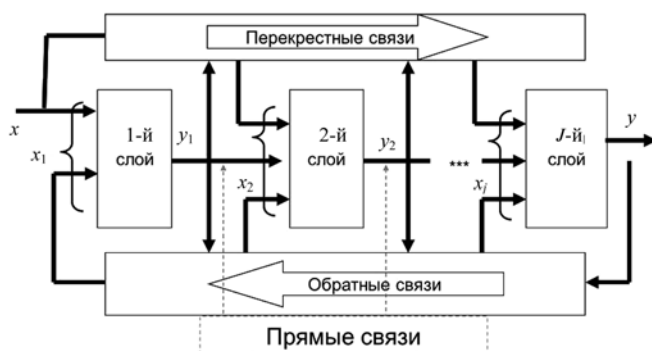 Перекрестные связи
x
x1
1-й
слой
y1
x2
2-й
слой
y2
***
xj
J-й
слой
y
Обратные связи
Прямые связи